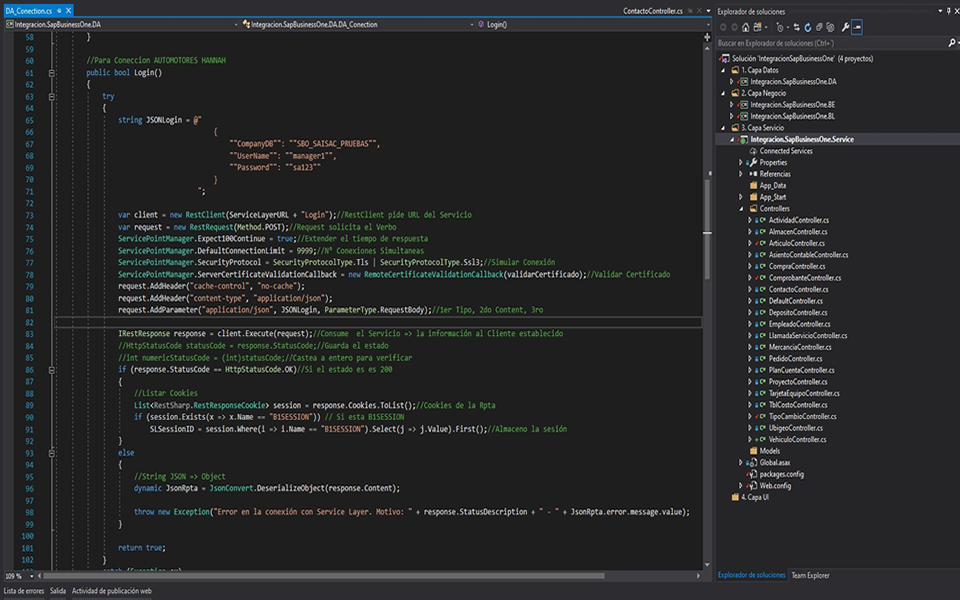 DA_Conection.cs
ContactoController.cs
Integracion.SapBusinessOne.DA
Integracion.SapBusinessOne.DA.DA_Conection
Login()
58 }
59
60 //Para Coneccion AUTOMOTORES HANNAH
61 public bool Login()
62 {
63 try
64 {
65 string JSONLogin = @"
66 {
67 ""CompanyDB"": ""SBO_SAISAC_PRUEBAS"",
68 ""UserName"": ""manager1"",
69 ""Password"": ""sa123""
70 }
71 ";
72
73 var client = new RestClient(ServiceLayerURL + "Login");//RestClient pide URL del Servicio
74 var request = new RestRequest(Method.POST);//Request solicita el Verbo
75 ServicePointManager.Expect100Continue = true;//Extender el tiempo de respuesta
76 ServicePointManager.DefaultConnectionLimit = 9999;//N° Conexiones Simultaneas
77 ServicePointManager.SecurityProtocol = SecurityProtocolType.Tls | SecurityProtocolType.Ssl3;//Simular Conexión
78 ServicePointManager.ServerCertificateValidationCallback = new RemoteCertificateValidationCallback(validarCertificado);//Validar Certificado
79 request.AddHeader("cache-control", "no-cache");
80 request.AddHeader("content-type", "application/json");
81 request.AddParameter("application/json", JSONLogin, ParameterType.RequestBody);//1er Tipo, 2do Content, 3ro
82
83 IRestResponse response = client.Execute(request);//Consume el Servicio => la información al Cliente establecido
84 //HttpStatusCode statusCode = response.StatusCode;//Guarda el estado
85 //int numericStatusCode = (int)statusCode;//Castea a entero para verificar
86 if (response.StatusCode == HttpStatusCode.OK)//Si el estado es es 200
87 {
88 //Listar Cookies
89 List<RestSharp.RestResponseCookie> session = response.Cookies.ToList();//Cookies de la Rpta
90 if (session.Exists(x => x.Name == "B1SESSION")) // Si esta B1SESSION
91 SLSessionID = session.Where(i => i.Name == "B1SESSION").Select(j => j.Value).First();//Almaceno la sesión
92 }
93 else
94 {
95 //String JSON => Object
96 dynamic JsonRpta = JsonConvert.DeserializeObject(response.Content);
97
98 throw new Exception("Error en la conexión con Service Layer. Motivo: " + response.StatusDescription + " - " + JsonRpta.error.message.value);
99 }
100
101 return true;
102 }
109 %
Lista de errores Salida Actividad de publicación web
Explorador de soluciones
Buscar en Explorador de soluciones (Ctrl+')
Solución 'IntegracionSapBusinessOne' (4 proyectos)
1. Capa Datos
Integracion.SapBusinessOne.DA
2. Capa Negocio
Integracion.SapBusinessOne.BE
Integracion.SapBusinessOne.BL
3. Capa Servicio
Integracion.SapBusinessOne.Service
Connected Services
Properties
Referencias
App_Data
App_Start
Controllers
ActividadController.cs
AlmacenController.cs
ArticuloController.cs
AsientoContableController.cs
CompraController.cs
ComprobanteController.cs
ContactoController.cs
DefaultController.cs
DepositoController.cs
EmpleadoController.cs
LlamadaServicioController.cs
MercanciaController.cs
PedidoController.cs
PlanCuentaController.cs
ProyectoController.cs
TarjetaEquipoController.cs
TblCostoController.cs
TipoCambioController.cs
UbigeoController.cs
VehiculoController.cs
Models
Global.asax
packages.config
Web.config
4. Capa UI
Explorador de soluciones Team Explorer